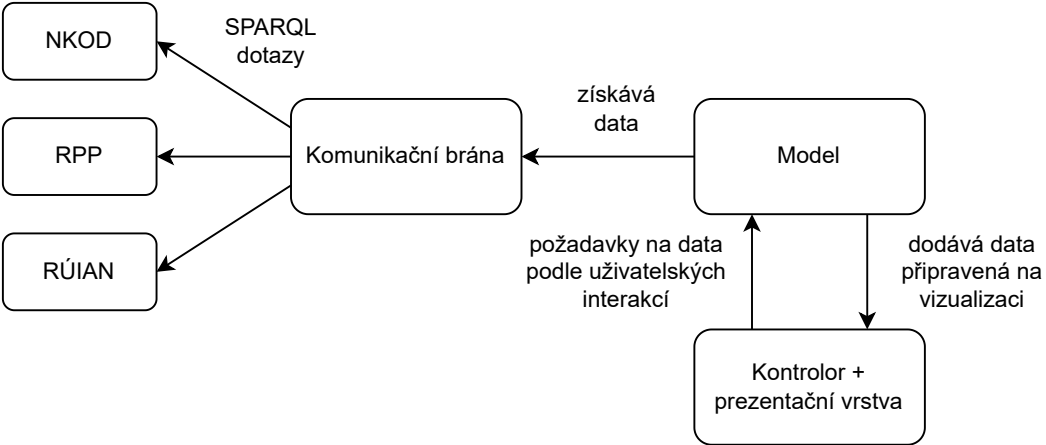 NKOD
SPARQL
dotazy
RPP
RÚIAN
Komunikační brána
získává
data
Model
požadavky na data
podle uživatelských
interakcí
dodává data
připravená na
vizualizaci
Kontrolor +
prezentační vrstva